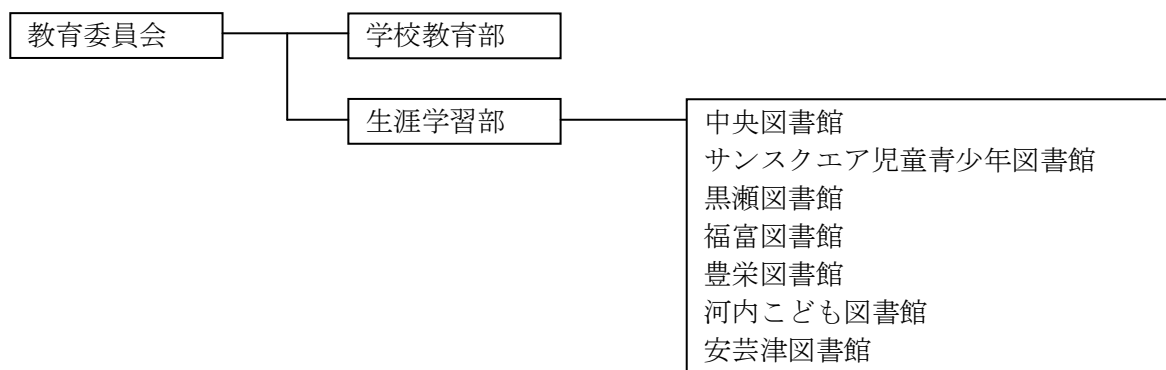 教育委員会
学校教育部
生涯学習部
中央図書館
サンスクエア児童青少年図書館
黒瀬図書館
福富図書館
豊栄図書館
河内こども図書館
安芸津図書館